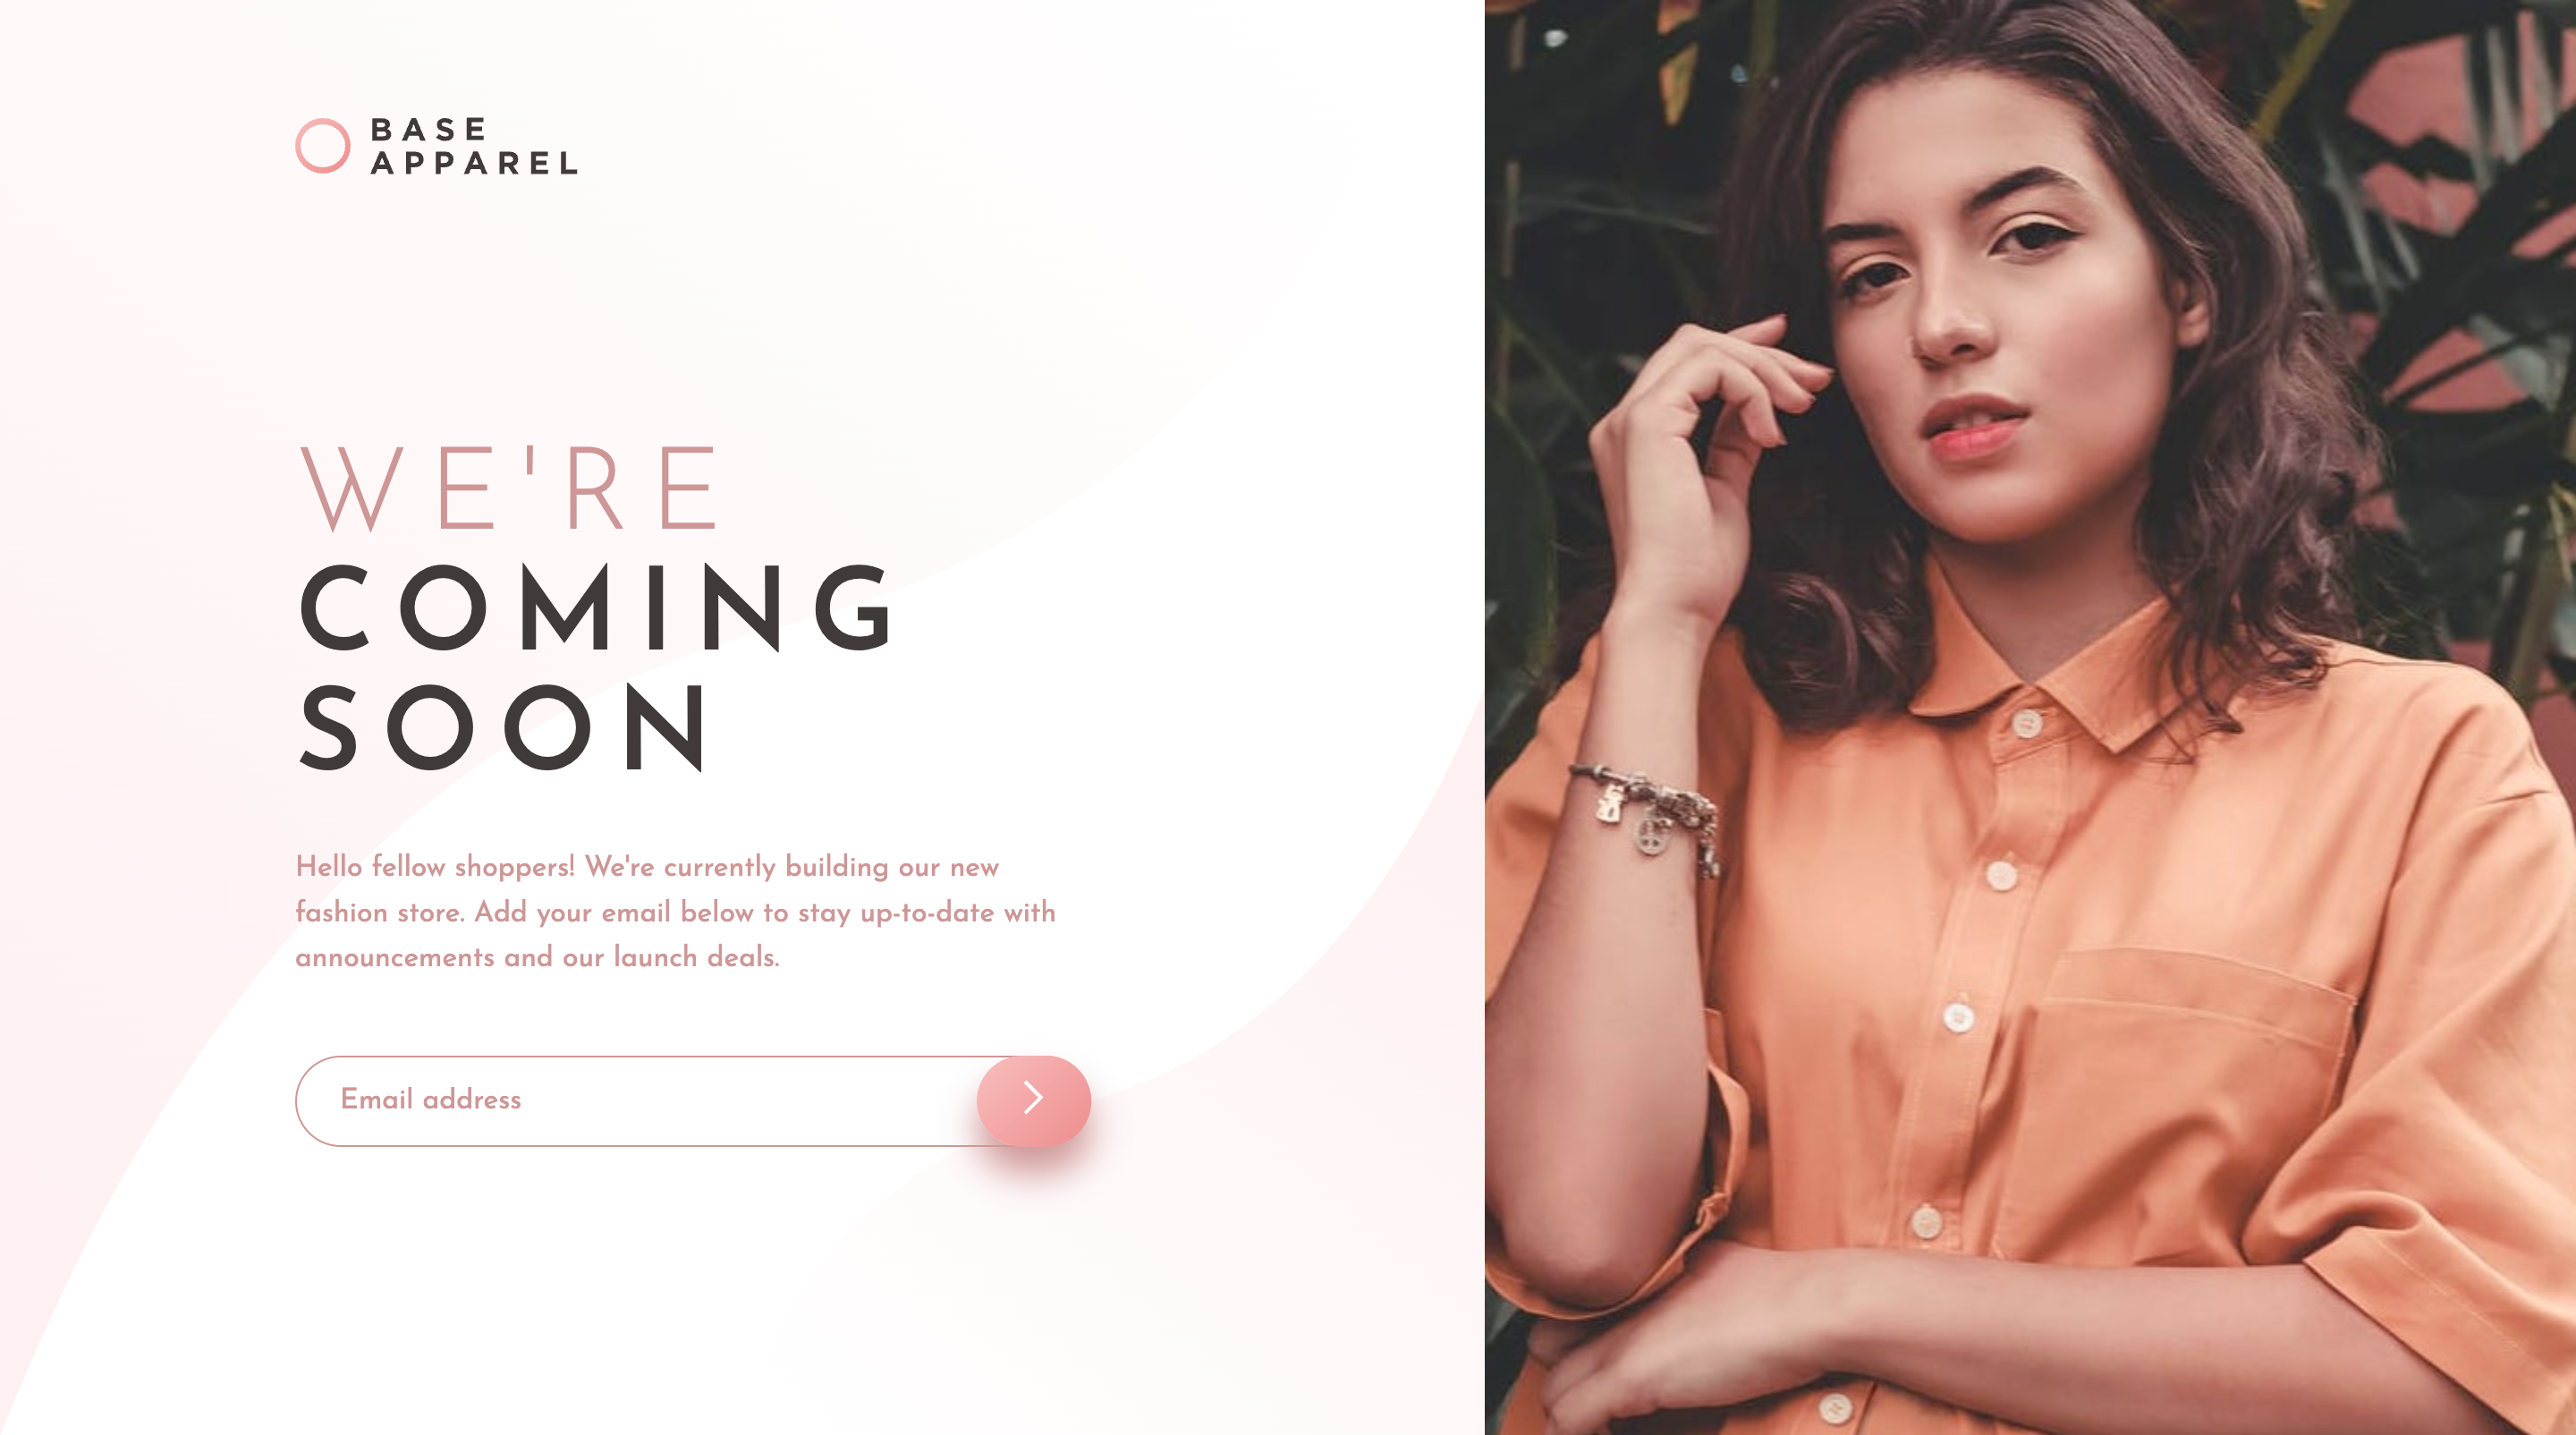 BASE
APPAREL
WE'RE
COMING
SOON
Hello fellow shoppers! We're currently building our new
fashion store. Add your email below to stay up-to-date with
announcements and our launch deals.
Email address